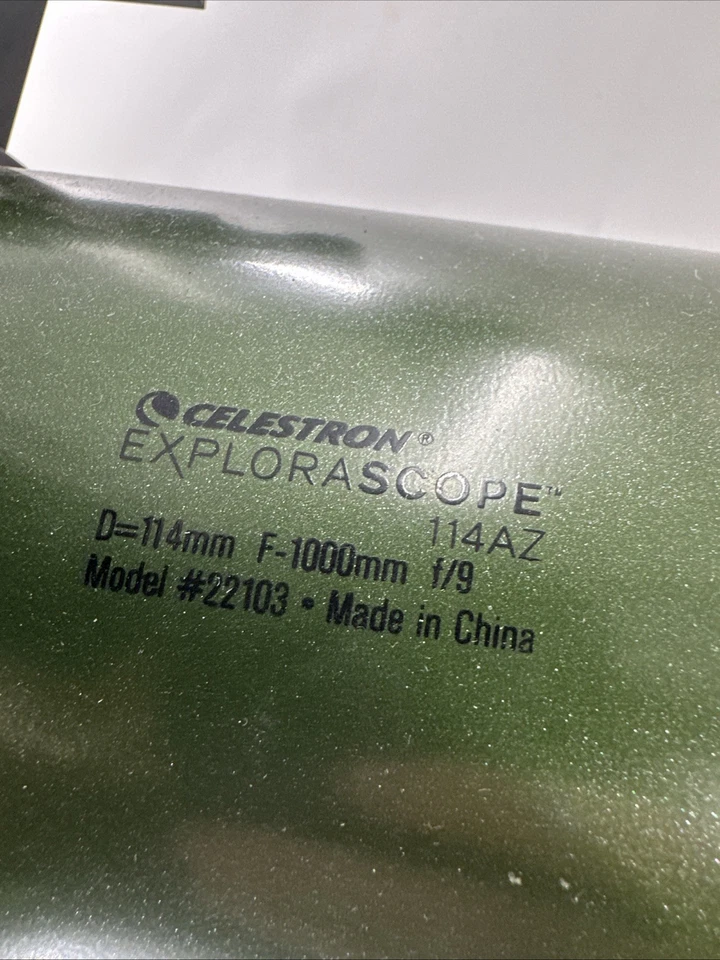 CELESTRON®
EXPLORASCOPE™
114AZ
D=114mm F-1000mm f/9
Model #22103 • Made in China